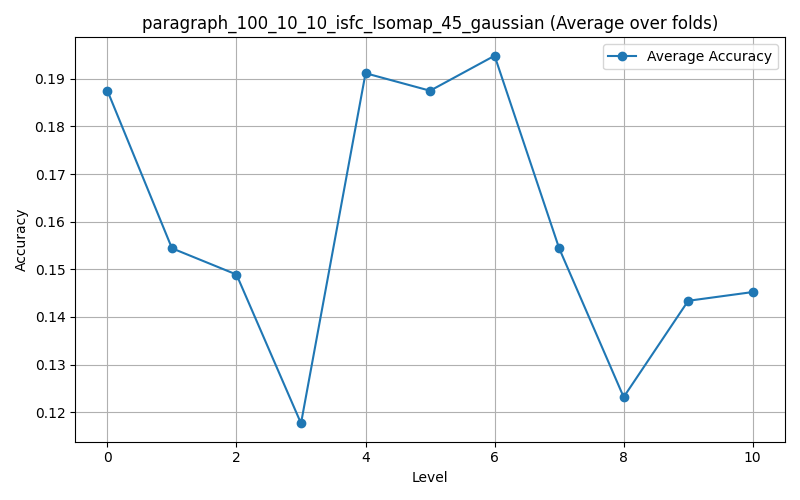 paragraph_100_10_10_isfc_Isomap_45_gaussian (Average over folds)
Average Accuracy
0.19
0.18
0.17
0.16
0.15
0.14
0.13
0.12
Accuracy
0 2 4 6 8 10
Level